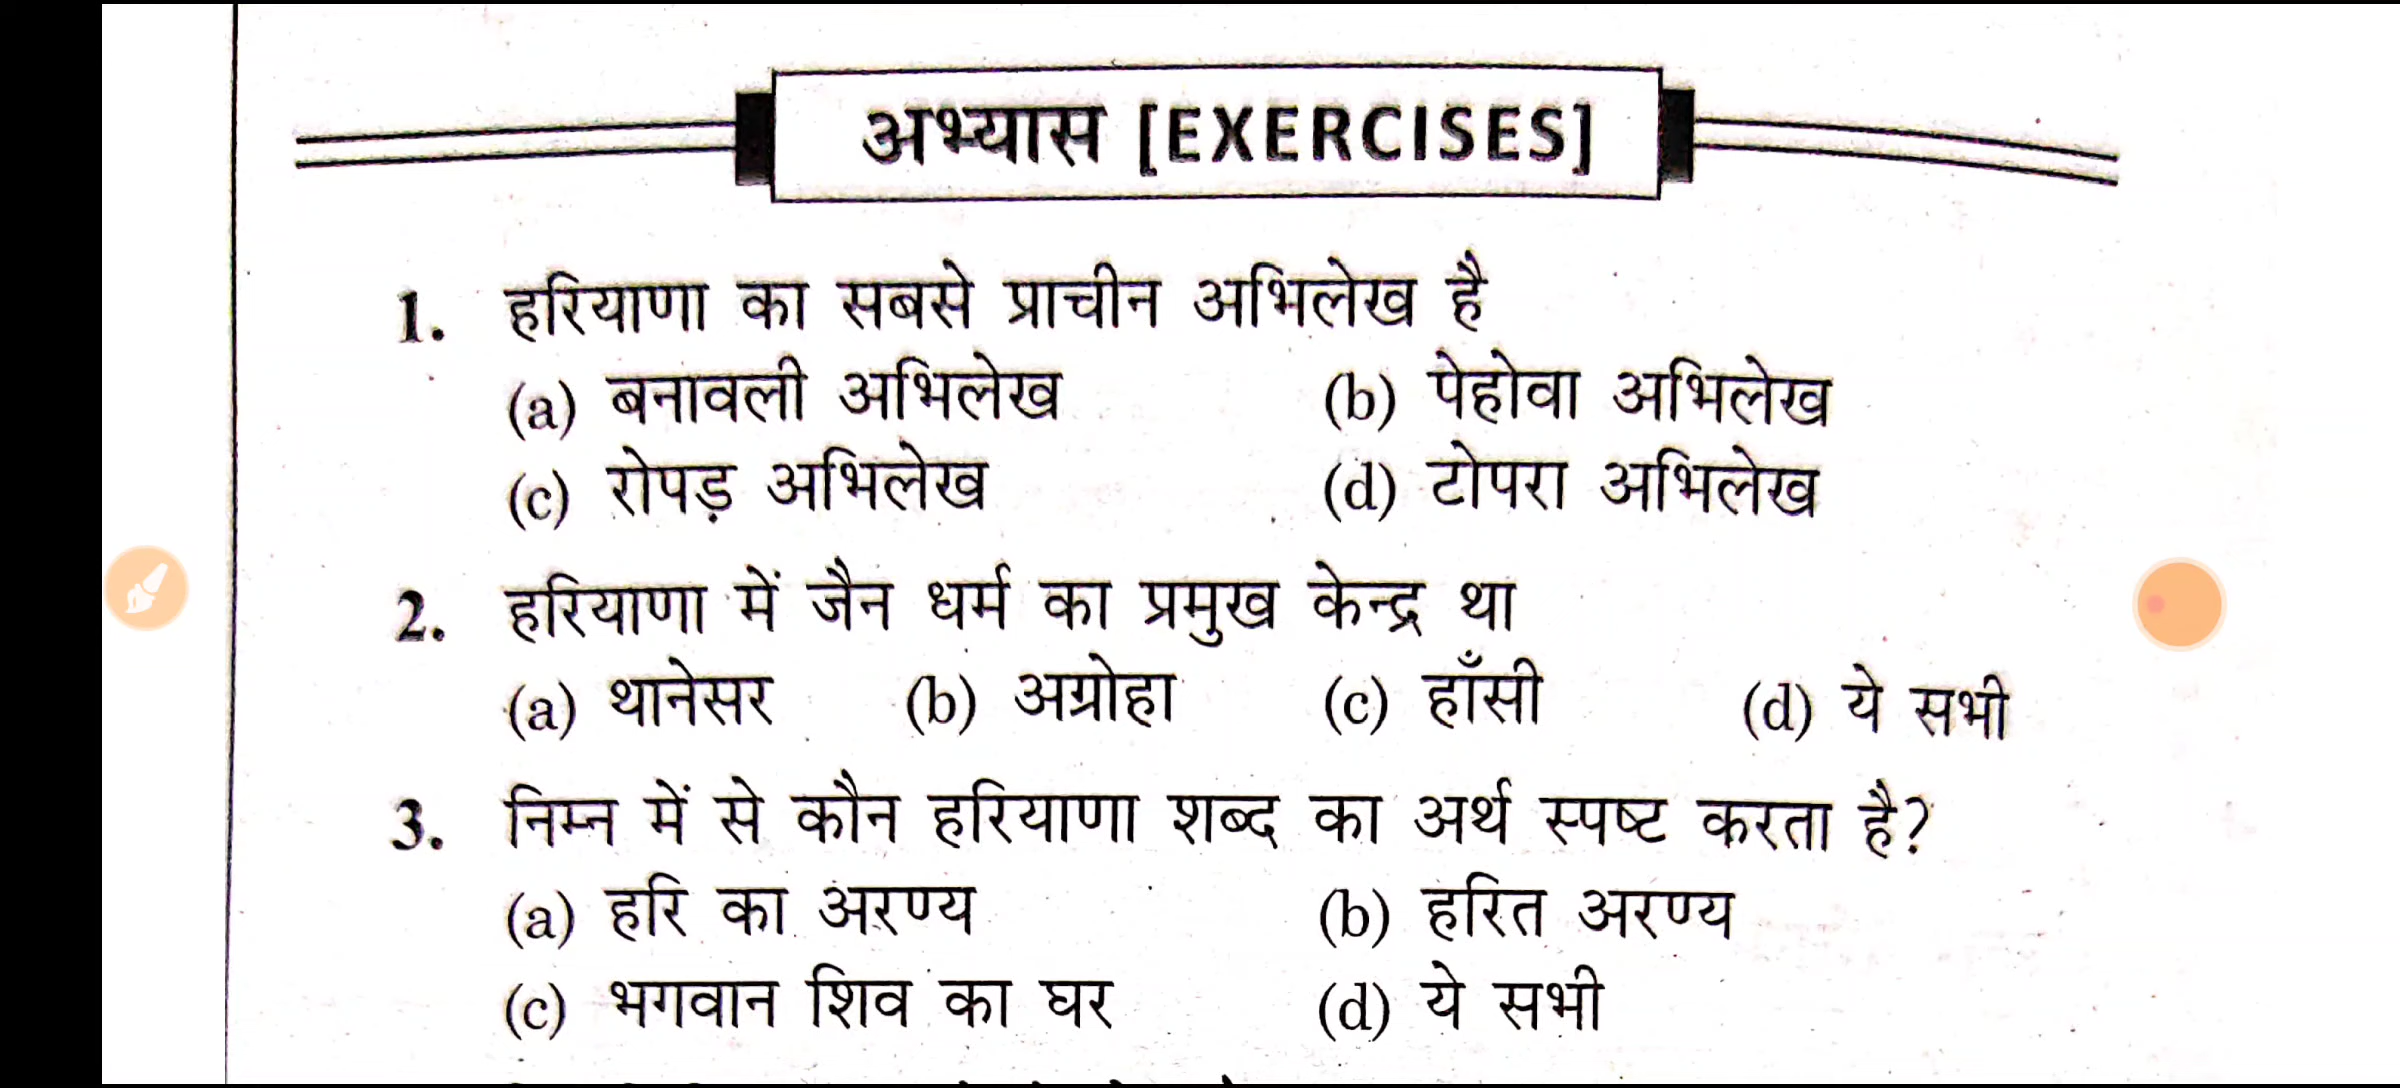 अभ्यास [EXERCISES]
1. हरियाणा का सबसे प्राचीन अभिलेख है
(a) बनावली अभिलेख (b) पेहोवा अभिलेख
(c) रोपड़ अभिलेख (d) टोपरा अभिलेख
2. हरियाणा में जैन धर्म का प्रमुख केन्द्र था
(a) थानेसर (b) अग्रोहा (c) हाँसी (d) ये सभी
3. निम्न में से कौन हरियाणा शब्द का अर्थ स्पष्ट करता है?
(a) हरि का अरण्य (b) हरित अरण्य
(c) भगवान शिव का घर (d) ये सभी